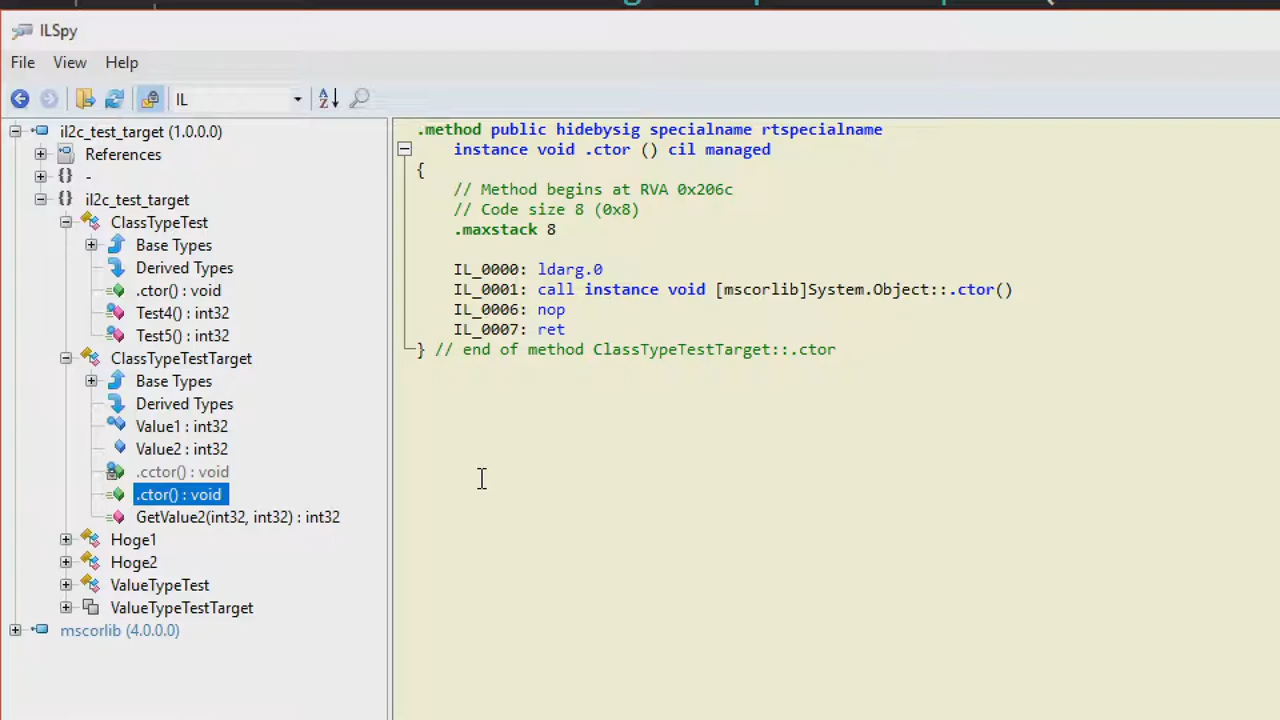 ILSpy
File View Help
IL
il2c_test_target (1.0.0.0)
References
{} -
{} il2c_test_target
ClassTypeTest
Base Types
Derived Types
.ctor() : void
Test4() : int32
Test5() : int32
ClassTypeTestTarget
Base Types
Derived Types
Value1 : int32
Value2 : int32
.cctor() : void
.ctor() : void
GetValue2(int32, int32) : int32
Hoge1
Hoge2
ValueTypeTest
ValueTypeTestTarget
mscorlib (4.0.0.0)
.method public hidebysig specialname rtspecialname
instance void .ctor () cil managed
{
// Method begins at RVA 0x206c
// Code size 8 (0x8)
.maxstack 8
IL_0000: ldarg.0
IL_0001: call instance void [mscorlib]System.Object::.ctor()
IL_0006: nop
IL_0007: ret
} // end of method ClassTypeTestTarget::.ctor